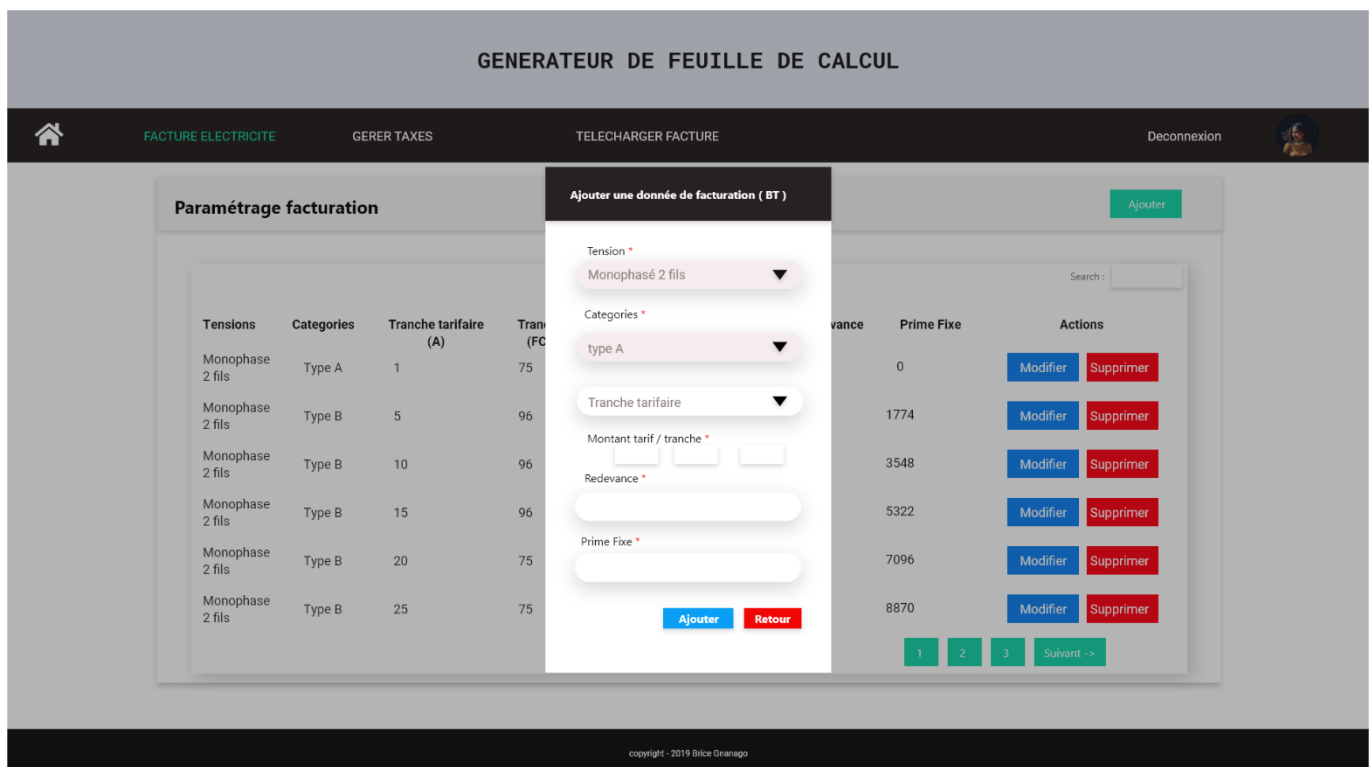 GENERATEUR DE FEUILLE DE CALCUL
FACTURE ELECTRICITE GERER TAXES TELECHARGER FACTURE Deconnexion
Paramétrage facturation
Ajouter
Search :
Tensions Categories Tranche tarifaire (A) Prime Fixe Actions
Monophase 2 fils Type A 1 75 0 Modifier Supprimer
Monophase 2 fils Type B 5 96 1774 Modifier Supprimer
Monophase 2 fils Type B 10 96 3548 Modifier Supprimer
Monophase 2 fils Type B 15 96 5322 Modifier Supprimer
Monophase 2 fils Type B 20 75 7096 Modifier Supprimer
Monophase 2 fils Type B 25 75 8870 Modifier Supprimer
1 2 3 Suivant ->
Ajouter une donnée de facturation ( BT )
Tension *
Monophasé 2 fils
Categories *
type A
Tranche tarifaire
Montant tarif / tranche *
Redevance *
Prime Fixe *
Ajouter Retour
copyright - 2019 Brice Gnanago